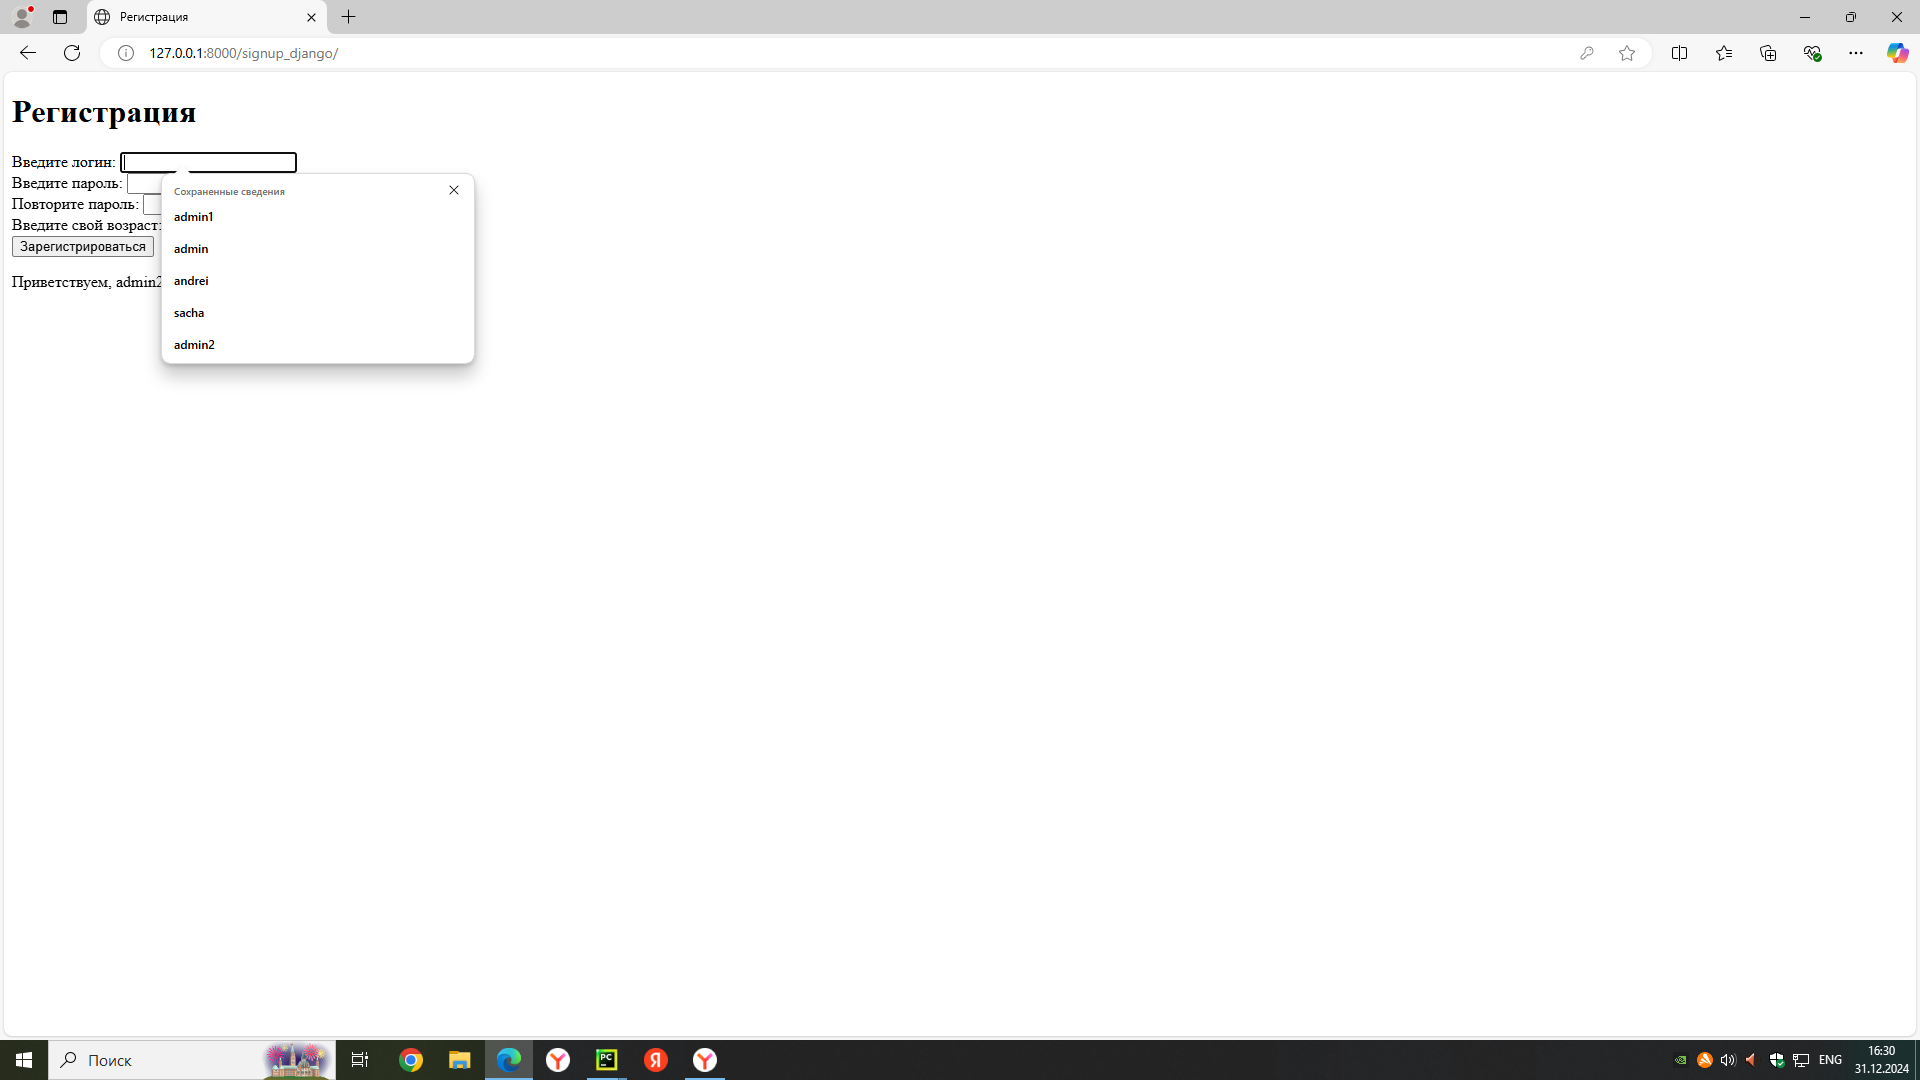 Регистрация
127.0.0.1:8000/signup_django/
Регистрация
Введите логин:
Введите пароль:
Повторите пароль:
Введите свой возраст:
Зарегистрироваться
Приветствуем, admin2
Сохраненные сведения
admin1
admin
andrei
sacha
admin2
Поиск
PC
Я
ENG
16:30
31.12.2024